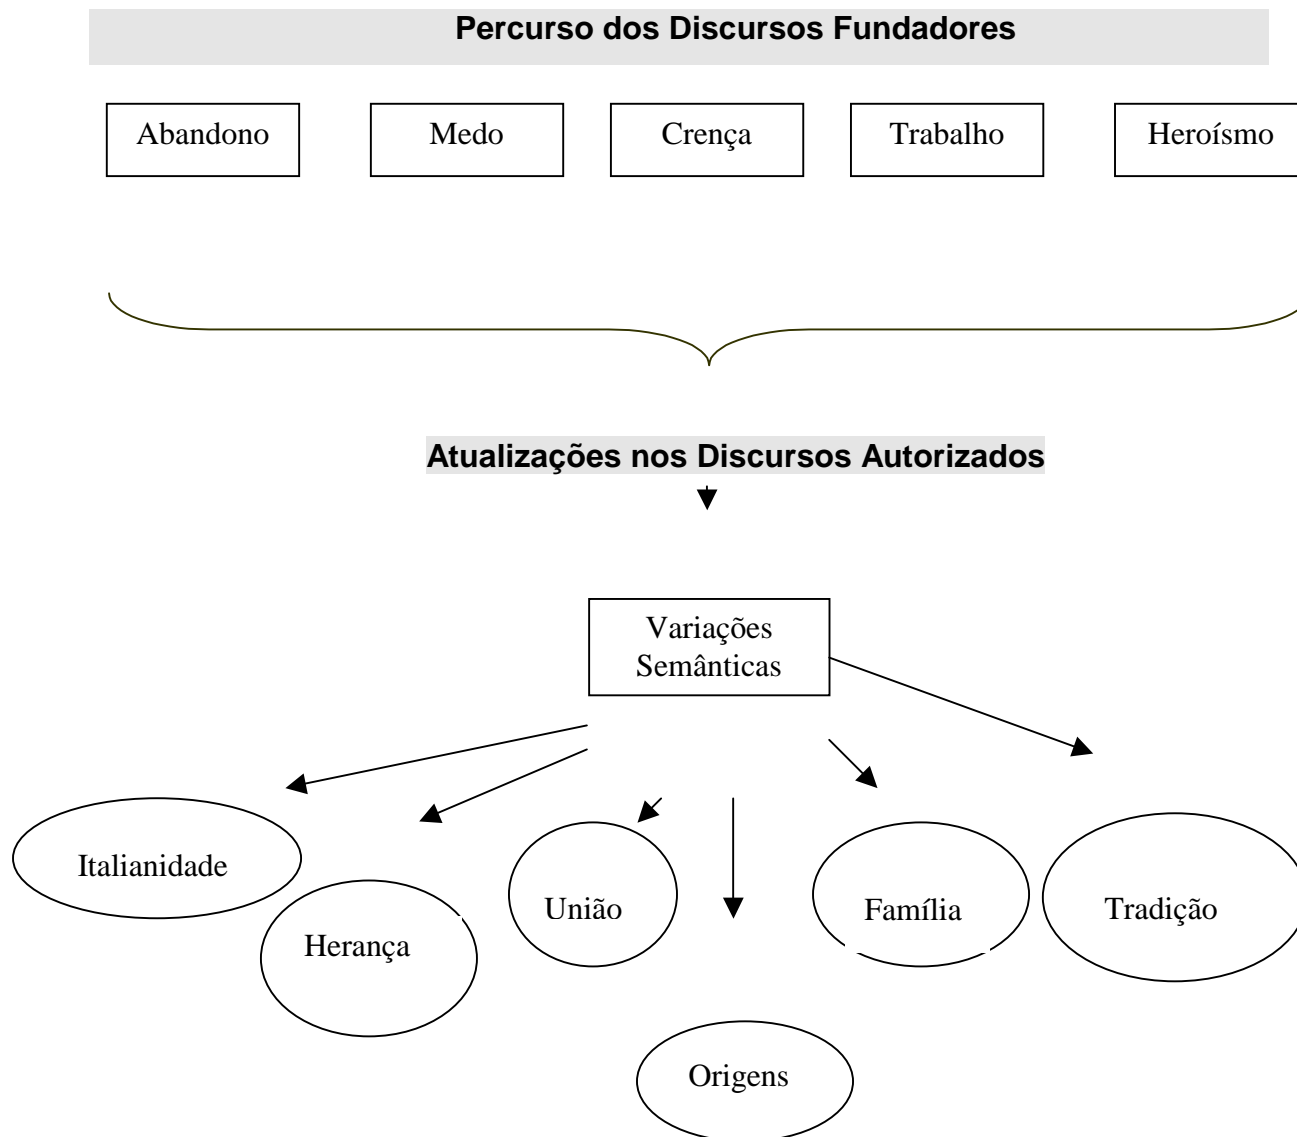 Percurso dos Discursos Fundadores
Abandono
Medo
Crença
Trabalho
Heroísmo
Atualizações nos Discursos Autorizados
Variações
Semânticas
Italianidade
Herança
União
Família
Tradição
Origens